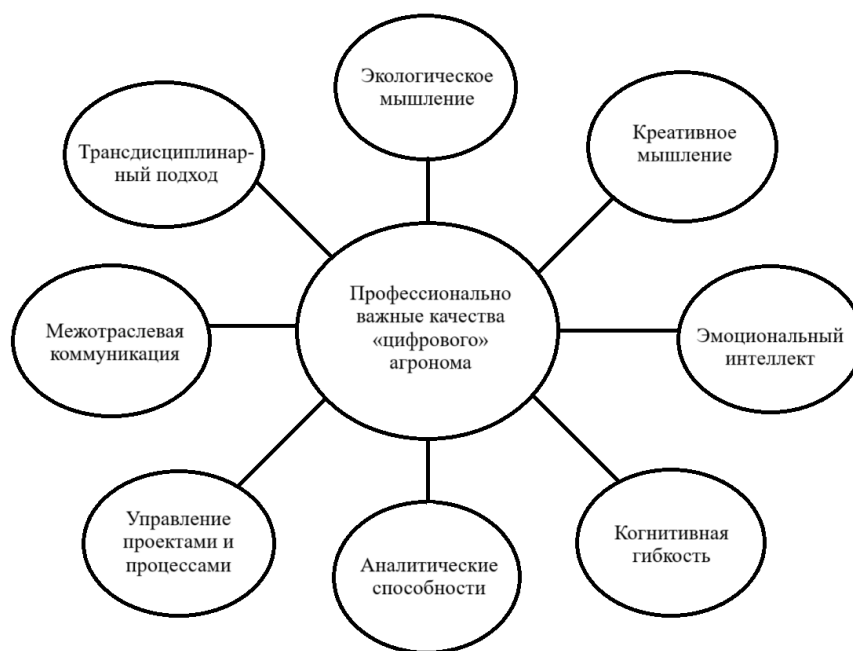 Экологическое
мышление
Креативное
мышление
Трансдисциплинар-
ный подход
Профессионально
важные качества
«цифрового»
агронома
Межотраслевая
коммуникация
Эмоциональный
интеллект
Управление
проектами и
процессами
Аналитические
способности
Когнитивная
гибкость